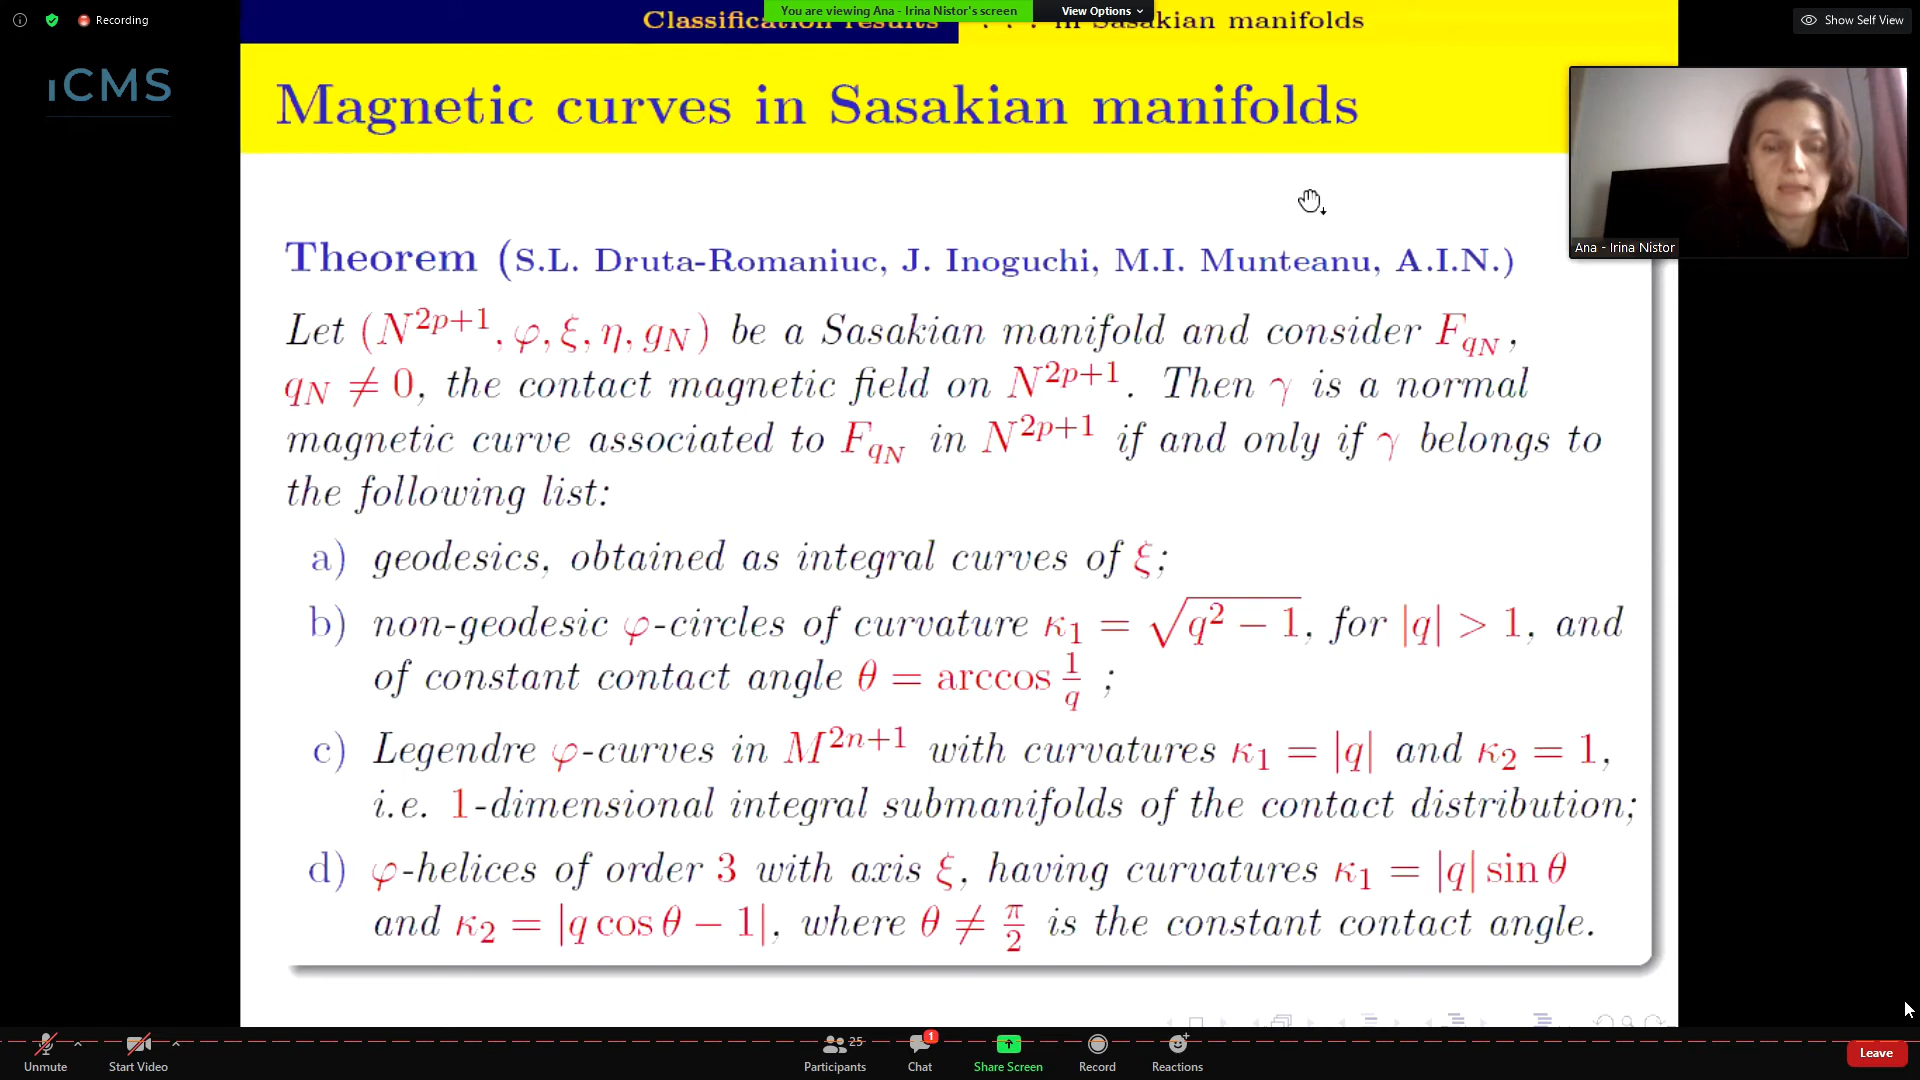 Recording
You are viewing Ana - Irina Nistor's screen
View Options
Show Self View
Classification results
. . . in Sasakian manifolds
iCMS
Magnetic curves in Sasakian manifolds
Ana - Irina Nistor
Theorem (S.L. Druta-Romaniuc, J. Inoguchi, M.I. Munteanu, A.I.N.)
Let (N^{2p+1}, φ, ξ, η, g_N) be a Sasakian manifold and consider F_{q_N},
q_N ≠ 0, the contact magnetic field on N^{2p+1}. Then γ is a normal
magnetic curve associated to F_{q_N} in N^{2p+1} if and only if γ belongs to
the following list:
a) geodesics, obtained as integral curves of ξ;
b) non-geodesic φ-circles of curvature κ_1 = √(q^2 − 1), for |q| > 1, and
of constant contact angle θ = arccos 1/q ;
c) Legendre φ-curves in M^{2n+1} with curvatures κ_1 = |q| and κ_2 = 1,
i.e. 1-dimensional integral submanifolds of the contact distribution;
d) φ-helices of order 3 with axis ξ, having curvatures κ_1 = |q| sin θ
and κ_2 = |q cos θ − 1|, where θ ≠ π/2 is the constant contact angle.
Unmute
Start Video
25
Participants
1
Chat
Share Screen
Record
Reactions
Leave